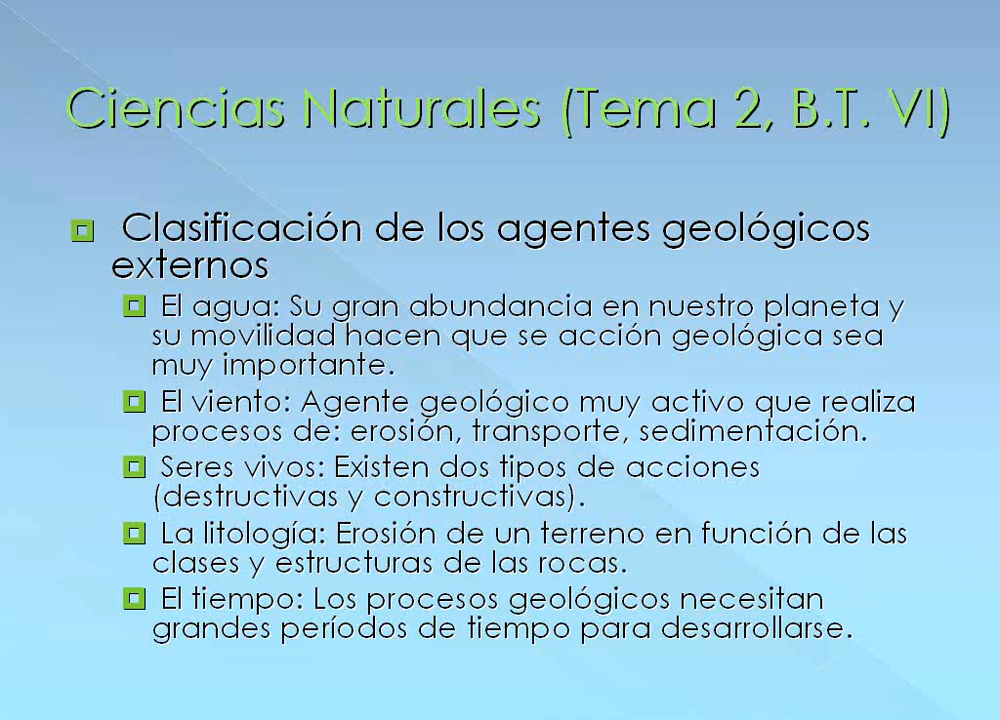 Ciencias Naturales (Tema 2, B.T. VI)
Clasificación de los agentes geológicos
externos
El agua: Su gran abundancia en nuestro planeta y
su movilidad hacen que se acción geológica sea
muy importante.
El viento: Agente geológico muy activo que realiza
procesos de: erosión, transporte, sedimentación.
Seres vivos: Existen dos tipos de acciones
(destructivas y constructivas).
La litología: Erosión de un terreno en función de las
clases y estructuras de las rocas.
El tiempo: Los procesos geológicos necesitan
grandes períodos de tiempo para desarrollarse.